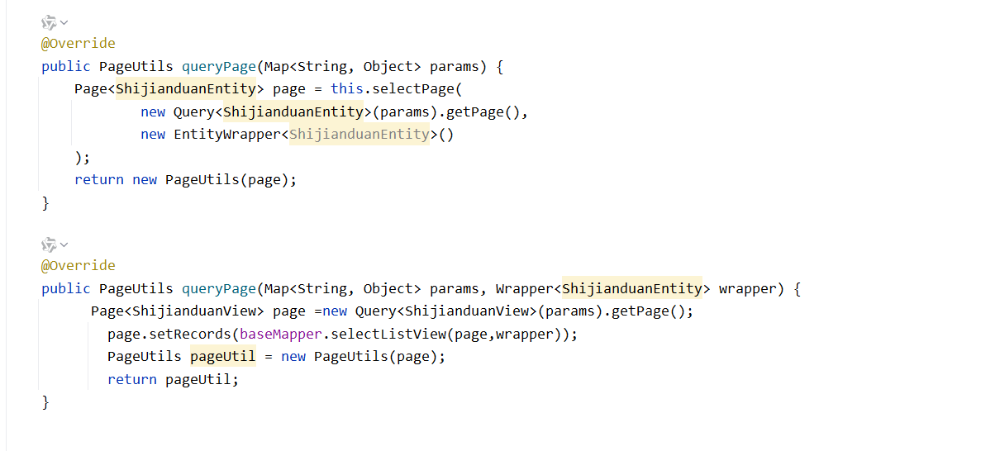 @Override
public PageUtils queryPage(Map<String, Object> params) {
    Page<ShijianduanEntity> page = this.selectPage(
            new Query<ShijianduanEntity>(params).getPage(),
            new EntityWrapper<ShijianduanEntity>()
    );
    return new PageUtils(page);
}
@Override
public PageUtils queryPage(Map<String, Object> params, Wrapper<ShijianduanEntity> wrapper) {
      Page<ShijianduanView> page =new Query<ShijianduanView>(params).getPage();
        page.setRecords(baseMapper.selectListView(page,wrapper));
        PageUtils pageUtil = new PageUtils(page);
        return pageUtil;
}